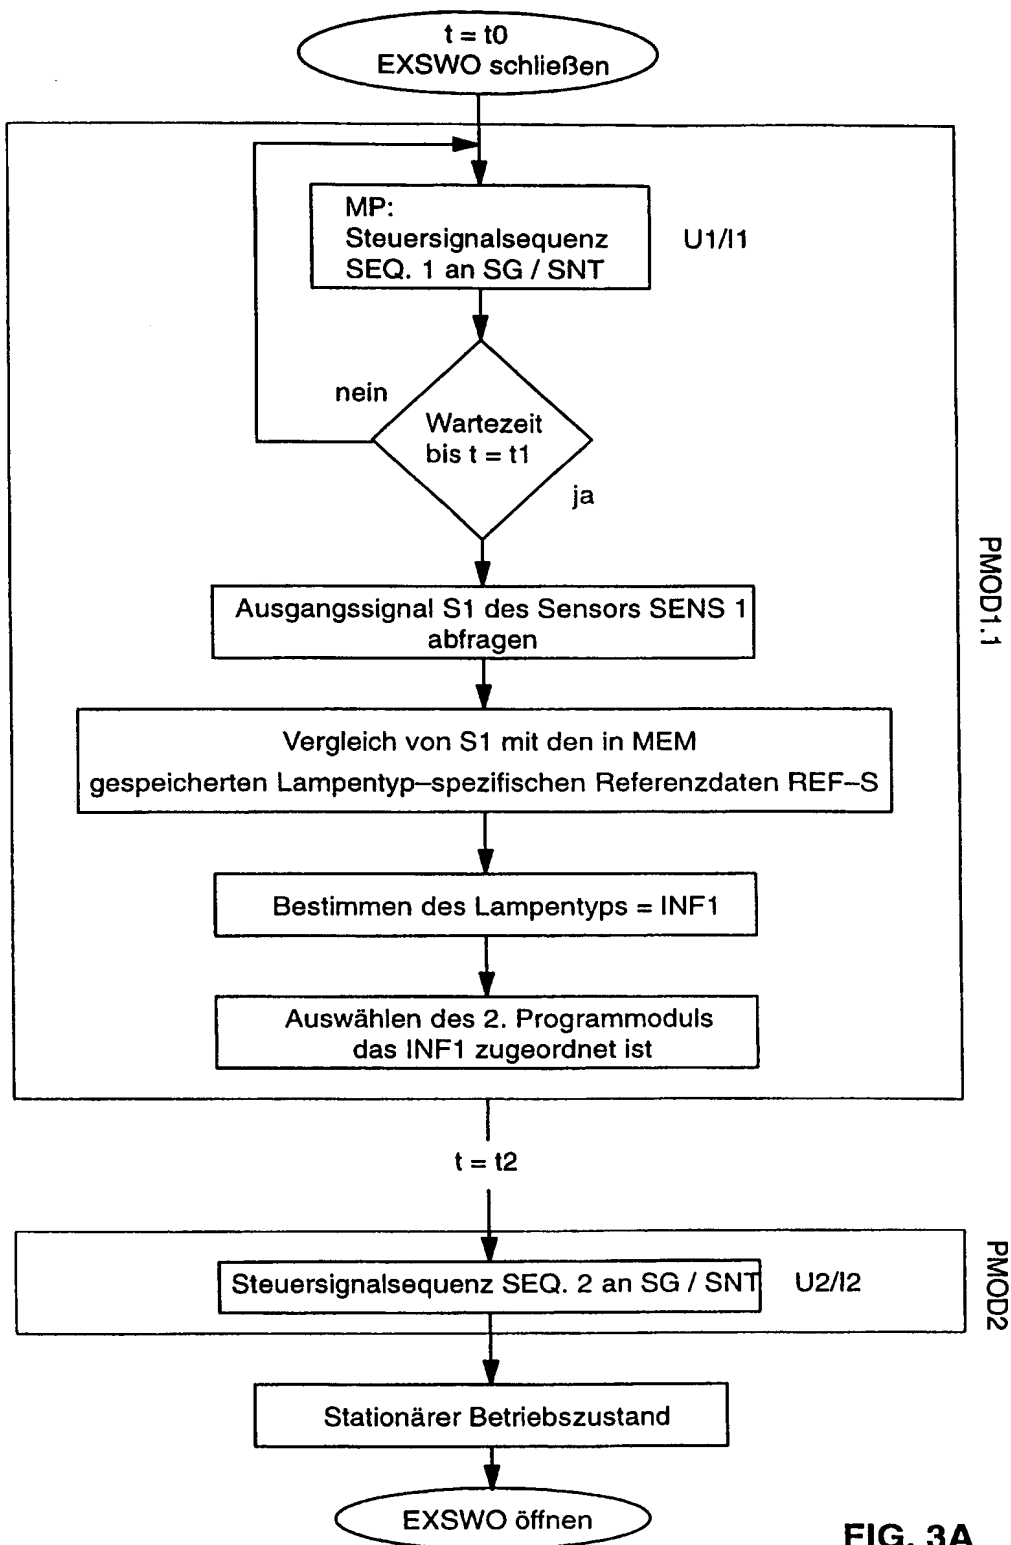 t = t0
EXSWO schließen
MP:
Steuersignalsequenz
SEQ. 1 an SG / SNT
U1/I1
nein
Wartezeit
bis t = t1
ja
Ausgangssignal S1 des Sensors SENS 1
abfragen
PMOD1.1
Vergleich von S1 mit den in MEM
gespeicherten Lampentyp–spezifischen Referenzdaten REF–S
Bestimmen des Lampentyps = INF1
Auswählen des 2. Programmoduls
das INF1 zugeordnet ist
t = t2
Steuersignalsequenz SEQ. 2 an SG / SNT
U2/I2
PMOD2
Stationärer Betriebszustand
EXSWO öffnen
FIG. 3A